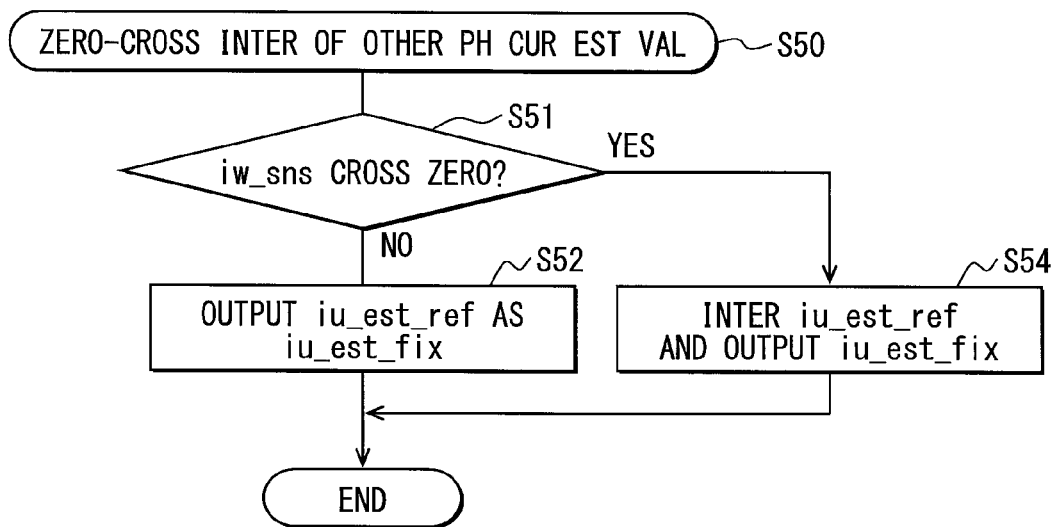 ZERO-CROSS INTER OF OTHER PH CUR EST VAL
S50
S51
iw_sns CROSS ZERO?
YES
NO
S52
OUTPUT iu_est_ref AS
iu_est_fix
S54
INTER iu_est_ref
AND OUTPUT iu_est_fix
END